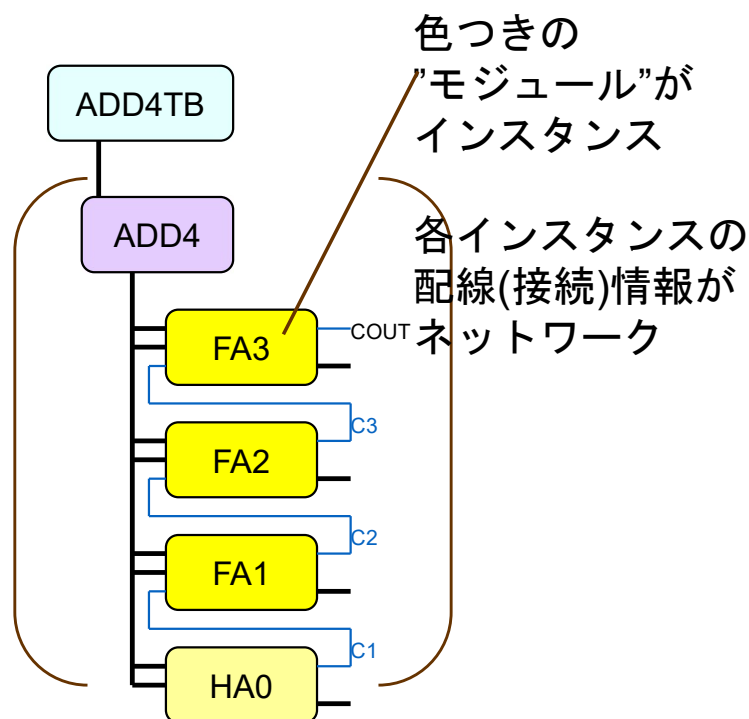 色つきの
”モジュール”が
インスタンス
ADD4TB
ADD4
各インスタンスの
配線(接続)情報が
ネットワーク
FA3
COUT
C3
FA2
C2
FA1
C1
HA0